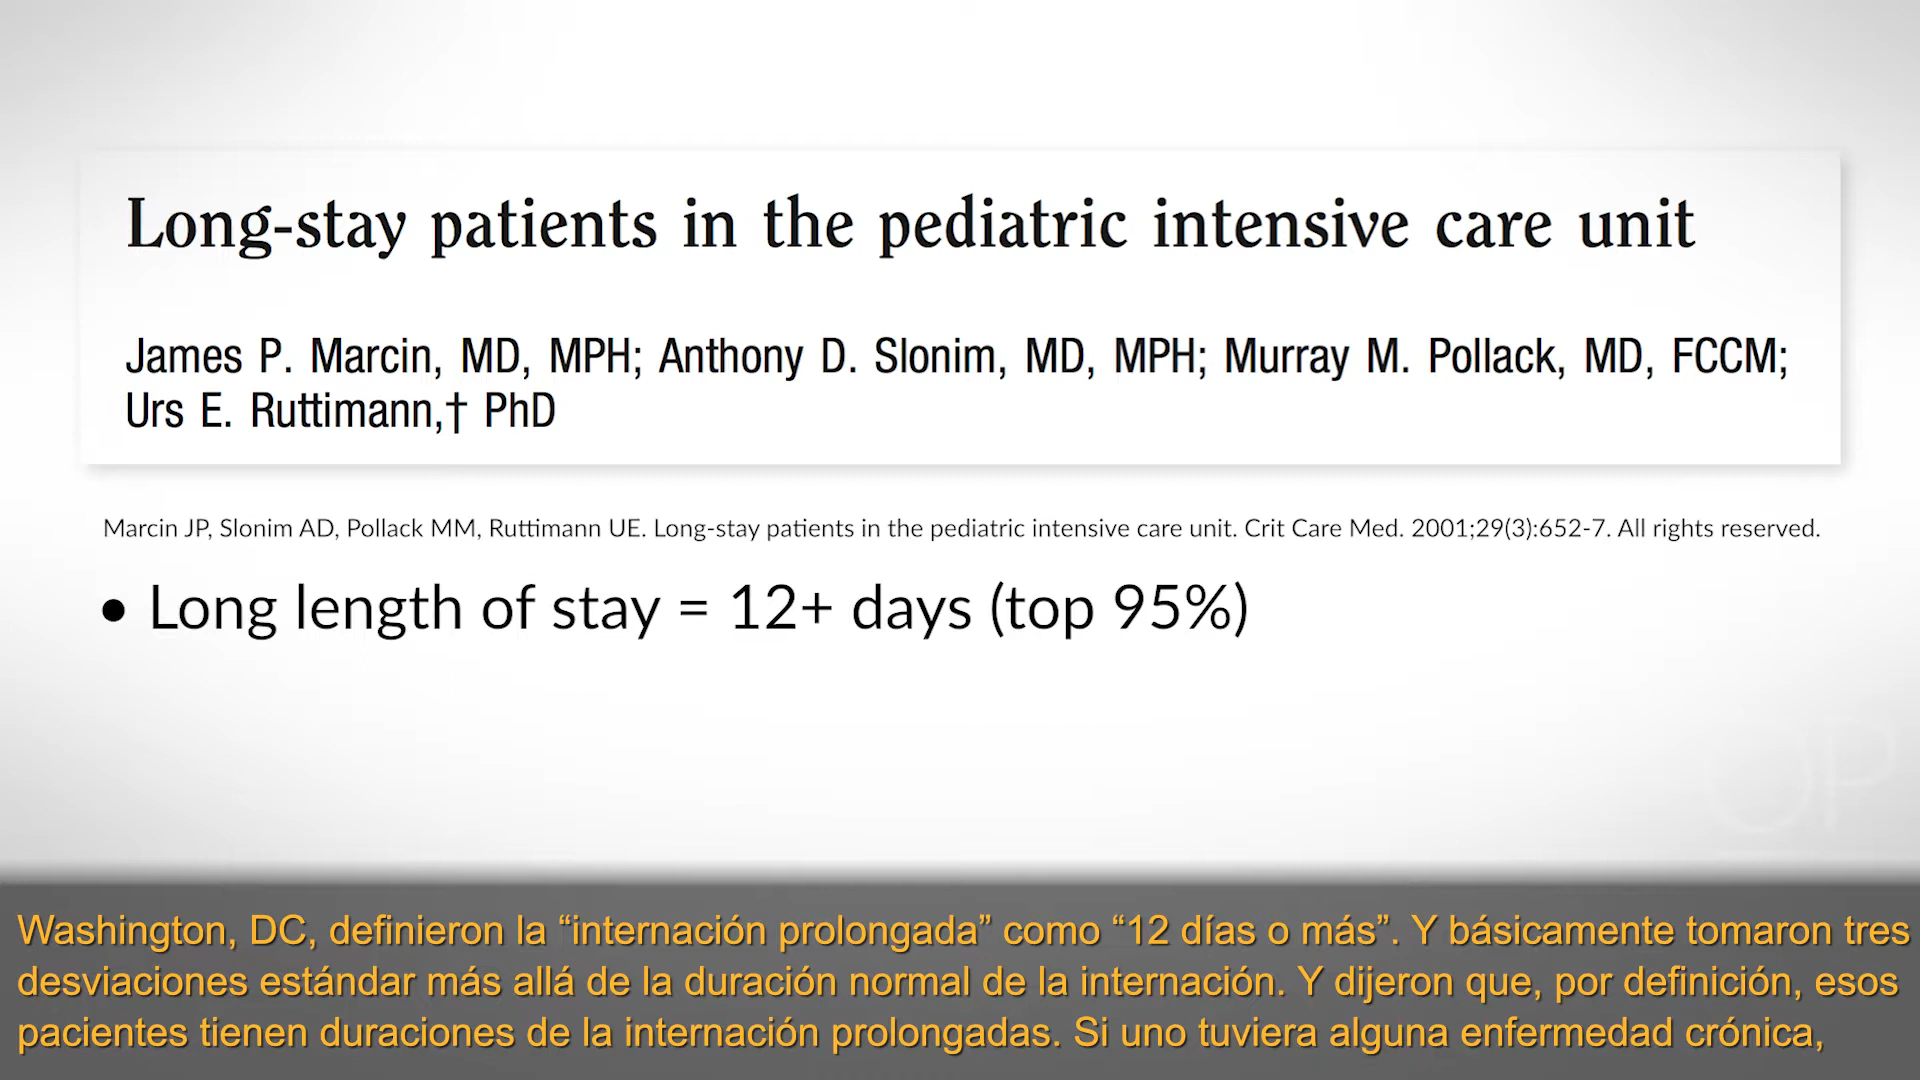 Long-stay patients in the pediatric intensive care unit
James P. Marcin, MD, MPH; Anthony D. Slonim, MD, MPH; Murray M. Pollack, MD, FCCM;
Urs E. Ruttimann,† PhD
Marcin JP, Slonim AD, Pollack MM, Ruttimann UE. Long-stay patients in the pediatric intensive care unit. Crit Care Med. 2001;29(3):652-7. All rights reserved.
• Long length of stay = 12+ days (top 95%)
OP
Washington, DC, definieron la “internación prolongada” como “12 días o más”. Y básicamente tomaron tres
desviaciones estándar más allá de la duración normal de la internación. Y dijeron que, por definición, esos
pacientes tienen duraciones de la internación prolongadas. Si uno tuviera alguna enfermedad crónica,